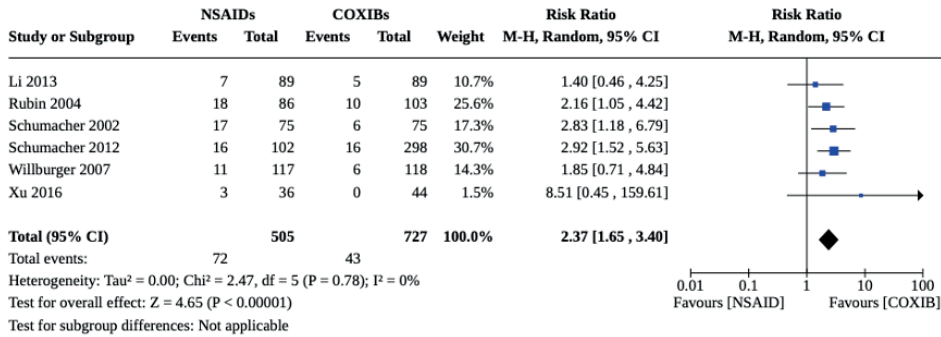 NSAIDs COXIBs Risk Ratio Risk Ratio
Study or Subgroup Events Total Events Total Weight M-H, Random, 95% CI M-H, Random, 95% CI
Li 2013 7 89 5 89 10.7% 1.40 [0.46 , 4.25]
Rubin 2004 18 86 10 103 25.6% 2.16 [1.05 , 4.42]
Schumacher 2002 17 75 6 75 17.3% 2.83 [1.18 , 6.79]
Schumacher 2012 16 102 16 298 30.7% 2.92 [1.52 , 5.63]
Willburger 2007 11 117 6 118 14.3% 1.85 [0.71 , 4.84]
Xu 2016 3 36 0 44 1.5% 8.51 [0.45 , 159.61]
Total (95% CI) 505 727 100.0% 2.37 [1.65 , 3.40]
Total events: 72 43
Heterogeneity: Tau² = 0.00; Chi² = 2.47, df = 5 (P = 0.78); I² = 0%
0.01 0.1 1 10 100
Test for overall effect: Z = 4.65 (P < 0.00001)
Favours [NSAID] Favours [COXIB]
Test for subgroup differences: Not applicable